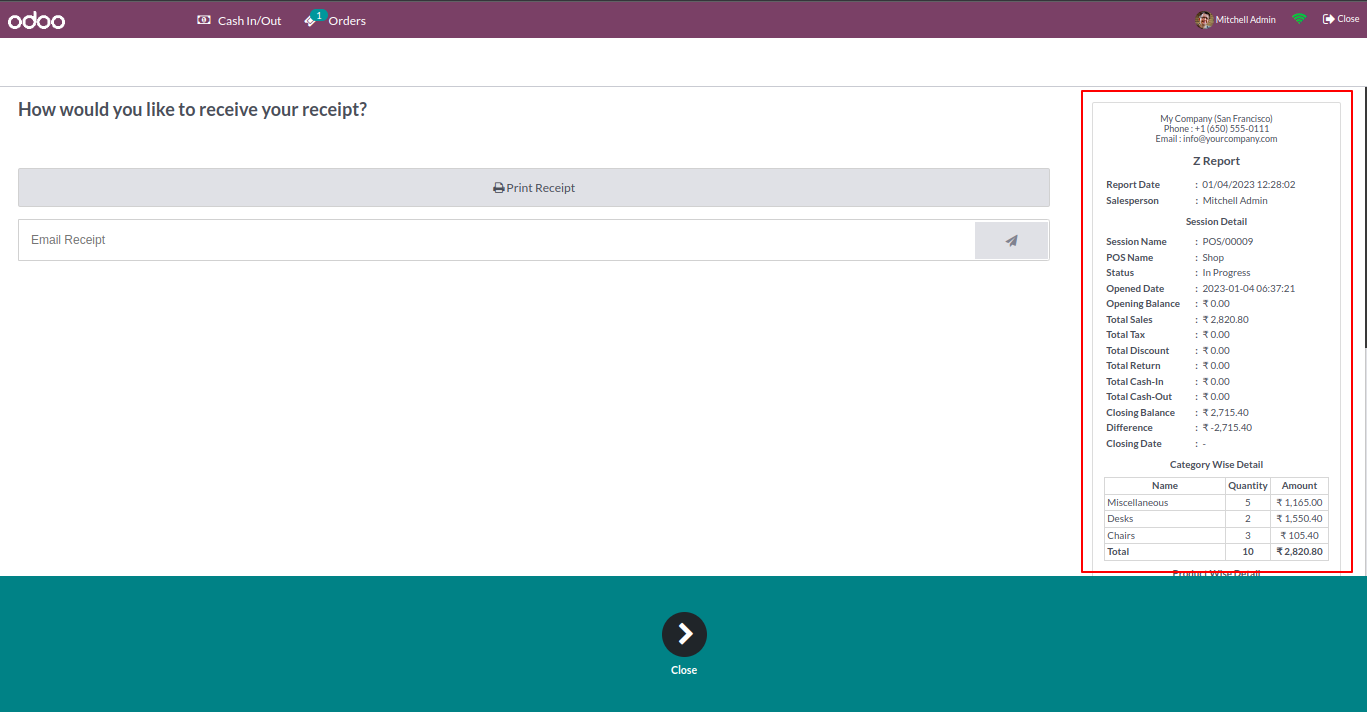 odoo Cash In/Out 1 Orders Mitchell Admin Close
How would you like to receive your receipt?
Print Receipt
Email Receipt
My Company (San Francisco)
Phone : +1 (650) 555-0111
Email : info@yourcompany.com
Z Report
Report Date : 01/04/2023 12:28:02
Salesperson : Mitchell Admin
Session Detail
Session Name : POS/00009
POS Name : Shop
Status : In Progress
Opened Date : 2023-01-04 06:37:21
Opening Balance : ₹ 0.00
Total Sales : ₹ 2,820.80
Total Tax : ₹ 0.00
Total Discount : ₹ 0.00
Total Return : ₹ 0.00
Total Cash-In : ₹ 0.00
Total Cash-Out : ₹ 0.00
Closing Balance : ₹ 2,715.40
Difference : ₹ -2,715.40
Closing Date : -
Category Wise Detail
Name Quantity Amount
Miscellaneous 5 ₹ 1,165.00
Desks 2 ₹ 1,550.40
Chairs 3 ₹ 105.40
Total 10 ₹ 2,820.80
Product Wise Detail
Close